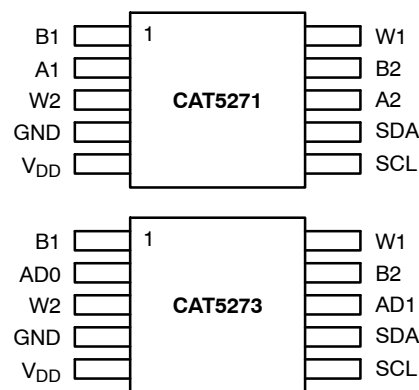 B1 1 W1
A1 B2
W2 CAT5271 A2
GND SDA
VDD SCL
B1 1 W1
AD0 B2
W2 CAT5273 AD1
GND SDA
VDD SCL